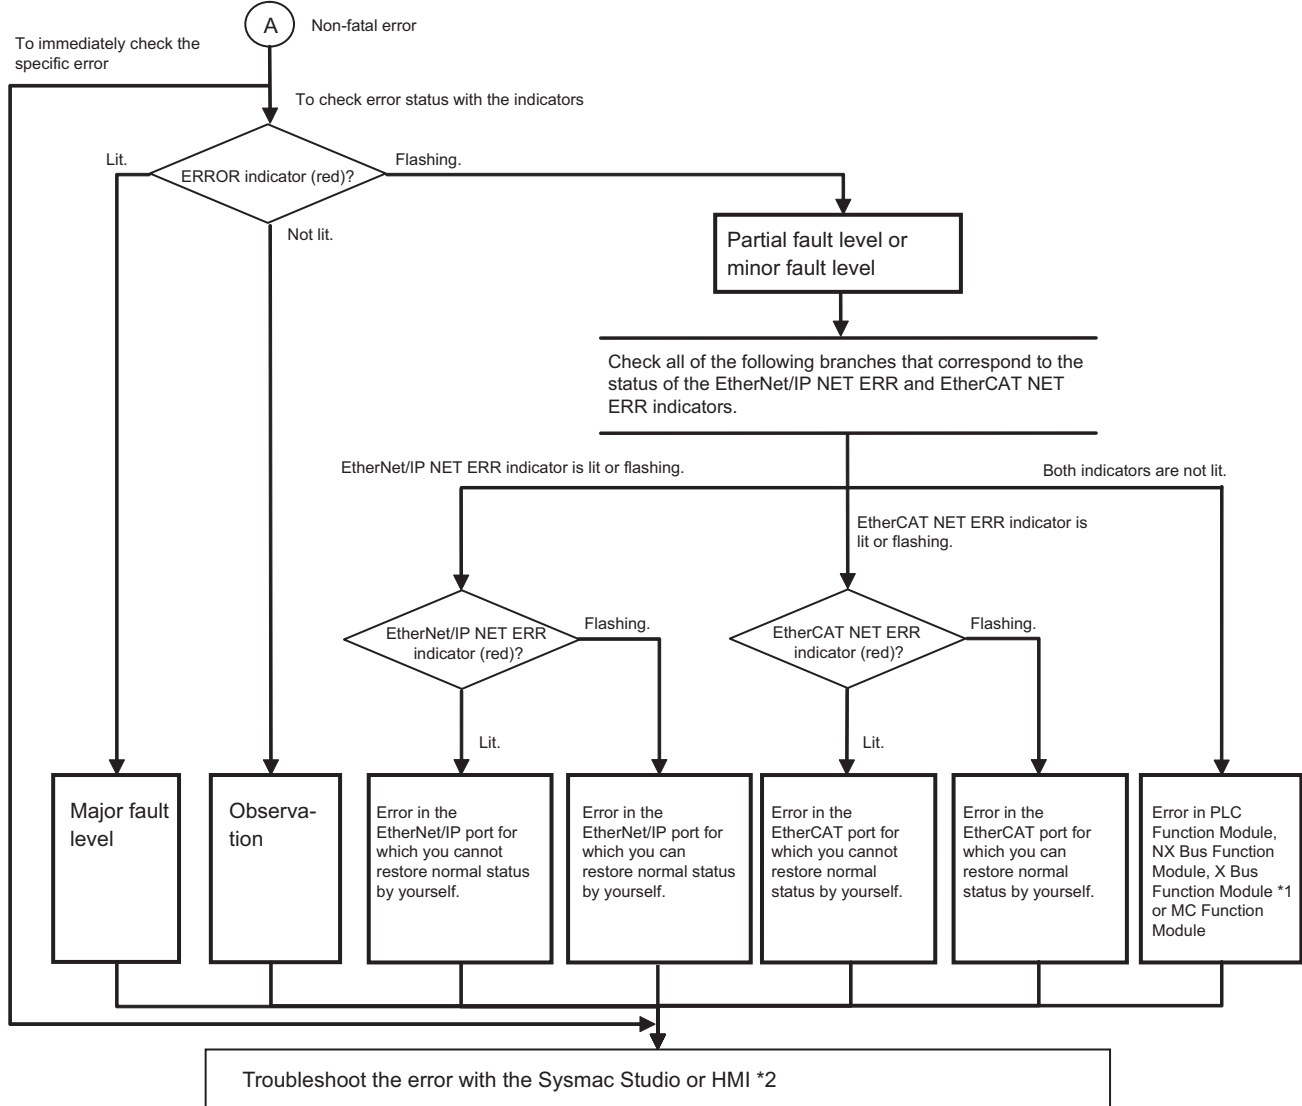 A
Non-fatal error
To immediately check the
specific error
To check error status with the indicators
Lit.
ERROR indicator (red)?
Flashing.
Not lit.
Partial fault level or
minor fault level
Check all of the following branches that correspond to the
status of the EtherNet/IP NET ERR and EtherCAT NET
ERR indicators.
EtherNet/IP NET ERR indicator is lit or flashing.
Both indicators are not lit.
EtherCAT NET ERR indicator is
lit or flashing.
EtherNet/IP NET ERR
indicator (red)?
Flashing.
EtherCAT NET ERR
indicator (red)?
Flashing.
Lit.
Lit.
Major fault
level
Observa-
tion
Error in the
EtherNet/IP port for
which you cannot
restore normal status
by yourself.
Error in the
EtherNet/IP port for
which you can
restore normal status
by yourself.
Error in the
EtherCAT port for
which you cannot
restore normal
status by yourself.
Error in the
EtherCAT port for
which you can
restore normal
status by yourself.
Error in PLC
Function Module,
NX Bus Function
Module, X Bus
Function Module *1
or MC Function
Module
Troubleshoot the error with the Sysmac Studio or HMI *2